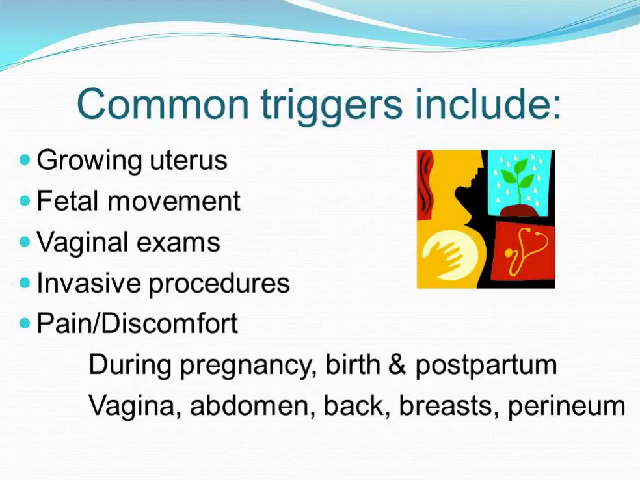 Common triggers include:
Growing uterus
Fetal movement
Vaginal exams
Invasive procedures
Pain/Discomfort
During pregnancy, birth & postpartum
Vagina, abdomen, back, breasts, perineum